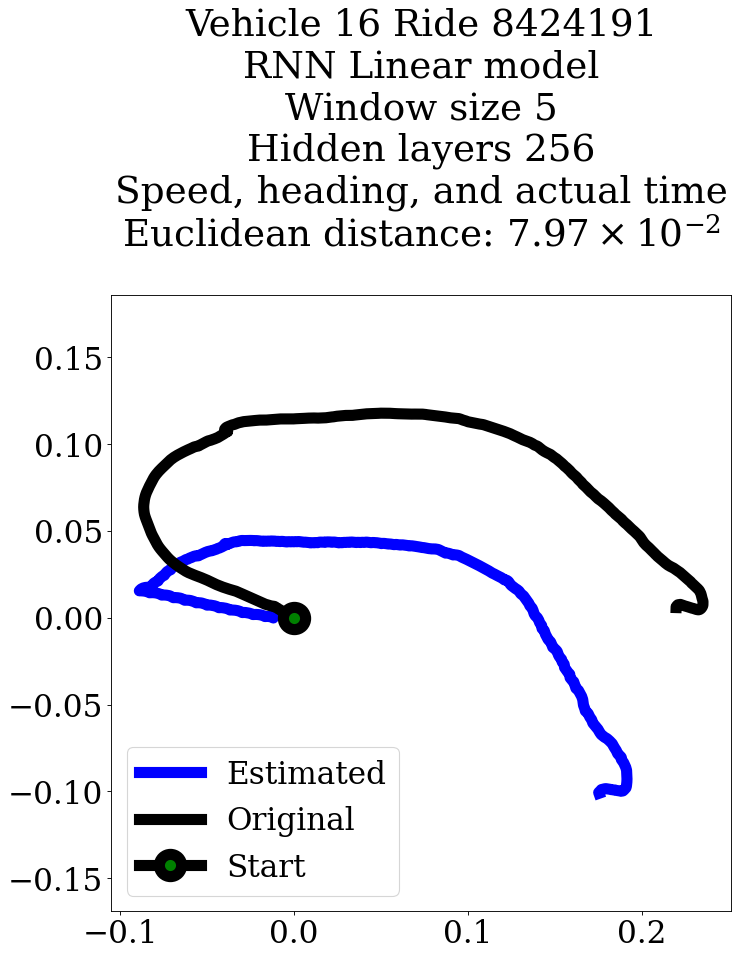 Vehicle 16 Ride 8424191
RNN Linear model
Window size 5
Hidden layers 256
Speed, heading, and actual time
Euclidean distance: 7.97 × 10⁻²
0.15
0.10
0.05
0.00
−0.05
−0.10
−0.15
Estimated
Original
Start
−0.1 0.0 0.1 0.2